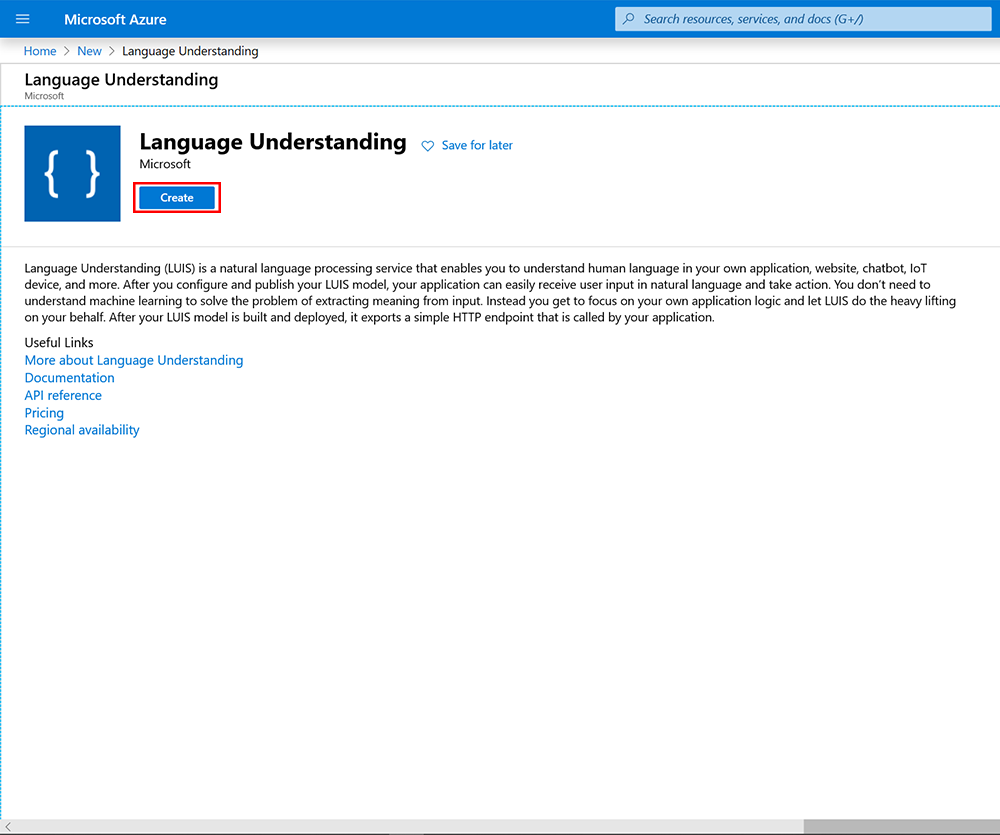 Microsoft Azure
Search resources, services, and docs (G+/)
Home > New > Language Understanding
Language Understanding
Microsoft
{ }
Language Understanding
Save for later
Microsoft
Create
Language Understanding (LUIS) is a natural language processing service that enables you to understand human language in your own application, website, chatbot, IoT
device, and more. After you configure and publish your LUIS model, your application can easily receive user input in natural language and take action. You don’t need to
understand machine learning to solve the problem of extracting meaning from input. Instead you get to focus on your own application logic and let LUIS do the heavy lifting
on your behalf. After your LUIS model is built and deployed, it exports a simple HTTP endpoint that is called by your application.
Useful Links
More about Language Understanding
Documentation
API reference
Pricing
Regional availability